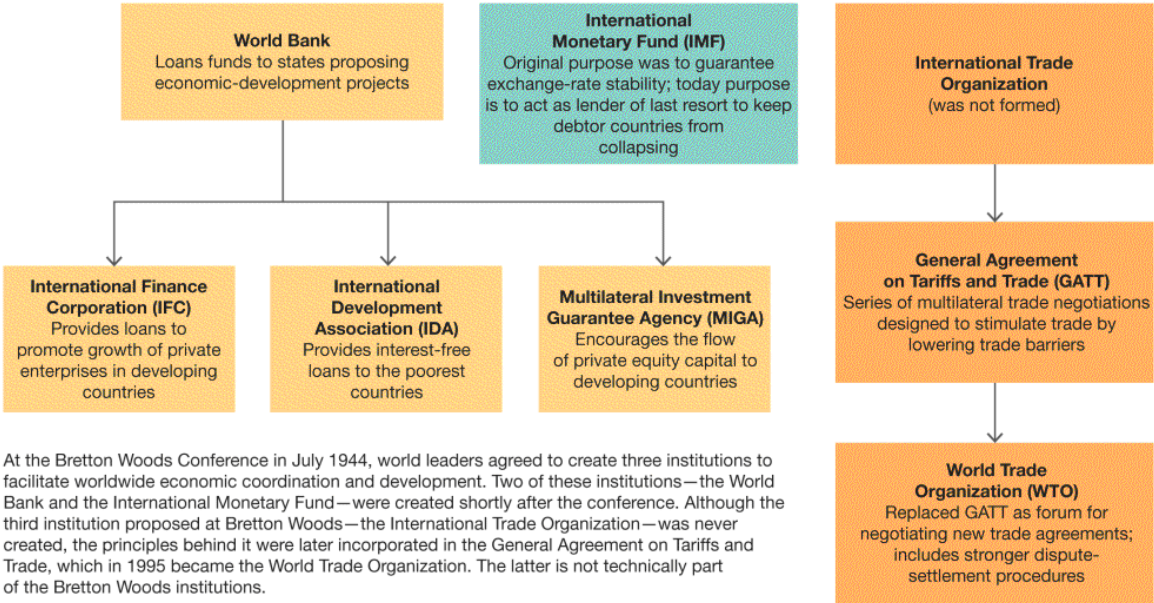 World Bank
Loans funds to states proposing
economic-development projects
International
Monetary Fund (IMF)
Original purpose was to guarantee
exchange-rate stability; today purpose
is to act as lender of last resort to keep
debtor countries from
collapsing
International Trade
Organization
(was not formed)
International Finance
Corporation (IFC)
Provides loans to
promote growth of private
enterprises in developing
countries
International
Development
Association (IDA)
Provides interest-free
loans to the poorest
countries
Multilateral Investment
Guarantee Agency (MIGA)
Encourages the flow
of private equity capital to
developing countries
General Agreement
on Tariffs and Trade (GATT)
Series of multilateral trade negotiations
designed to stimulate trade by
lowering trade barriers
World Trade
Organization (WTO)
Replaced GATT as forum for
negotiating new trade agreements;
includes stronger dispute-
settlement procedures
At the Bretton Woods Conference in July 1944, world leaders agreed to create three institutions to
facilitate worldwide economic coordination and development. Two of these institutions—the World
Bank and the International Monetary Fund—were created shortly after the conference. Although the
third institution proposed at Bretton Woods—the International Trade Organization—was never
created, the principles behind it were later incorporated in the General Agreement on Tariffs and
Trade, which in 1995 became the World Trade Organization. The latter is not technically part
of the Bretton Woods institutions.